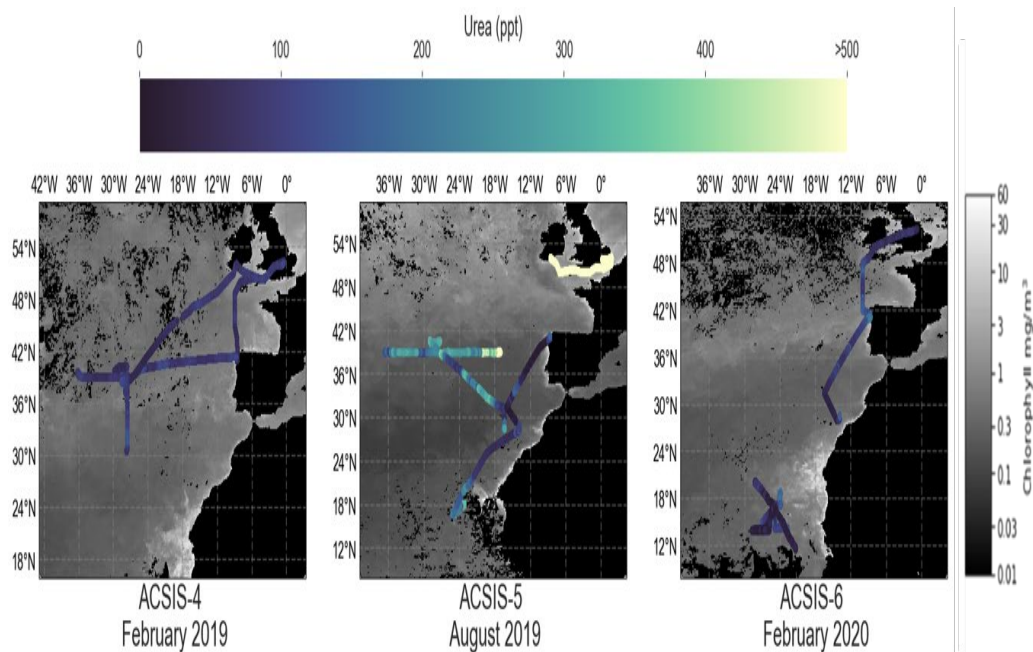 Urea (ppt)
0 100 200 300 400 >500
42°W 36°W 30°W 24°W 18°W 12°W 6°W 0°
36°W 30°W 24°W 18°W 12°W 6°W 0°
36°W 30°W 24°W 18°W 12°W 6°W 0°
54°N
48°N
42°N
36°N
30°N
24°N
18°N
54°N
48°N
42°N
36°N
30°N
24°N
18°N
12°N
54°N
48°N
42°N
36°N
30°N
24°N
18°N
12°N
60
30
10
3
1
0.3
0.1
0.03
0.01
Chlorophyll mg/m³
ACSIS-4
February 2019
ACSIS-5
August 2019
ACSIS-6
February 2020